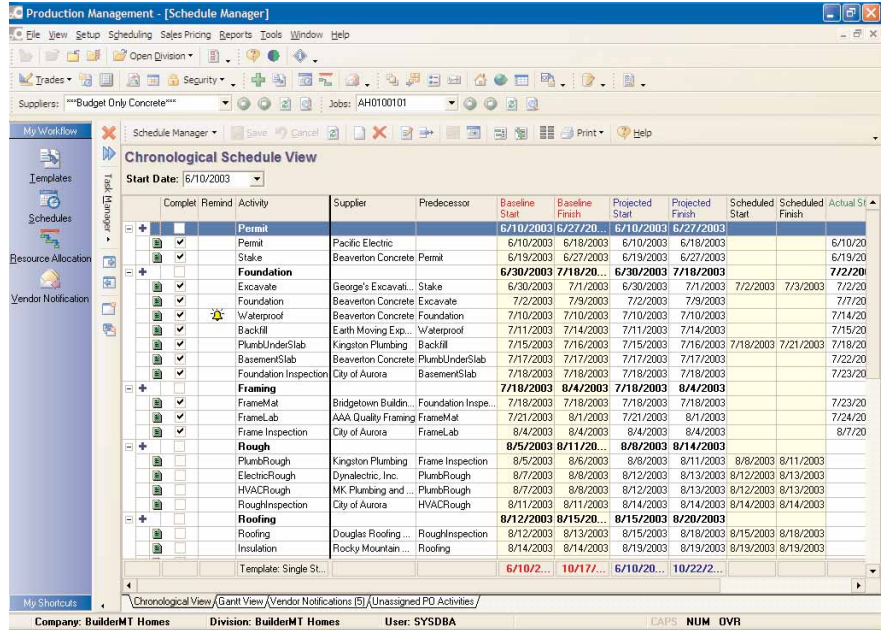 Production Management - [Schedule Manager]
File View Setup Scheduling Sales Pricing Reports Tools Window Help
Open Division
Trades Security
Suppliers: ***Budget Only Concrete*** Jobs: AH0100101
My Workflow Schedule Manager Save Cancel Print Help
Chronological Schedule View
Start Date: 6/10/2003
Templates
Schedules
Resource Allocation
Vendor Notification
Task Manager
Complet Remind Activity Supplier Predecessor Baseline Start Baseline Finish Projected Start Projected Finish Scheduled Start Scheduled Finish Actual St
Permit 6/10/2003 6/27/20... 6/10/2003 6/27/2003
Permit Pacific Electric 6/10/2003 6/18/2003 6/10/2003 6/18/2003 6/10/20
Stake Beaverton Concrete Permit 6/19/2003 6/27/2003 6/19/2003 6/27/2003 6/19/20
Foundation 6/30/2003 7/18/20... 6/30/2003 7/18/2003 7/2/200
Excavate George's Excavati... Stake 6/30/2003 7/1/2003 6/30/2003 7/1/2003 7/2/2003 7/3/2003 7/2/20
Foundation Beaverton Concrete Excavate 7/2/2003 7/9/2003 7/2/2003 7/9/2003 7/7/20
Waterproof Beaverton Concrete Foundation 7/10/2003 7/10/2003 7/10/2003 7/10/2003 7/14/20
Backfill Earth Moving Exp... Waterproof 7/11/2003 7/14/2003 7/11/2003 7/14/2003 7/15/20
PlumbUnderSlab Kingston Plumbing Backfill 7/15/2003 7/16/2003 7/15/2003 7/16/2003 7/18/2003 7/21/2003 7/18/20
BasementSlab Beaverton Concrete PlumbUnderSlab 7/17/2003 7/17/2003 7/17/2003 7/17/2003 7/22/20
Foundation Inspection City of Aurora BasementSlab 7/18/2003 7/18/2003 7/18/2003 7/18/2003 7/23/20
Framing 7/18/2003 8/4/2003 7/18/2003 8/4/2003
FrameMat Bridgetown Buildin... Foundation Inspe... 7/18/2003 7/18/2003 7/18/2003 7/18/2003 7/23/20
FrameLab AAA Quality Framing FrameMat 7/21/2003 8/1/2003 7/21/2003 8/1/2003 7/24/20
Frame Inspection City of Aurora FrameLab 8/4/2003 8/4/2003 8/4/2003 8/4/2003 8/7/20
Rough 8/5/2003 8/11/20... 8/8/2003 8/14/2003
PlumbRough Kingston Plumbing Frame Inspection 8/5/2003 8/6/2003 8/8/2003 8/11/2003 8/8/2003 8/11/2003
ElectricRough Dynalectric, Inc. PlumbRough 8/7/2003 8/8/2003 8/12/2003 8/13/2003 8/12/2003 8/13/2003
HVACRough MK Plumbing and ... PlumbRough 8/7/2003 8/8/2003 8/12/2003 8/13/2003 8/12/2003 8/13/2003
RoughInspection City of Aurora HVACRough 8/11/2003 8/11/2003 8/14/2003 8/14/2003 8/14/2003 8/14/2003
Roofing 8/12/2003 8/15/20... 8/15/2003 8/20/2003
Roofing Douglas Roofing ... RoughInspection 8/12/2003 8/13/2003 8/15/2003 8/18/2003 8/15/2003 8/18/2003
Insulation Rocky Mountain ... Roofing 8/14/2003 8/14/2003 8/19/2003 8/19/2003 8/19/2003 8/19/2003
Template: Single St... 6/10/2... 10/17/... 6/10/20... 10/22/2...
My Shortcuts
Chronological View Gantt View Vendor Notifications (5) Unassigned PO Activities
Company: BuilderMT Homes Division: BuilderMT Homes User: SYSDBA CAPS NUM OVR